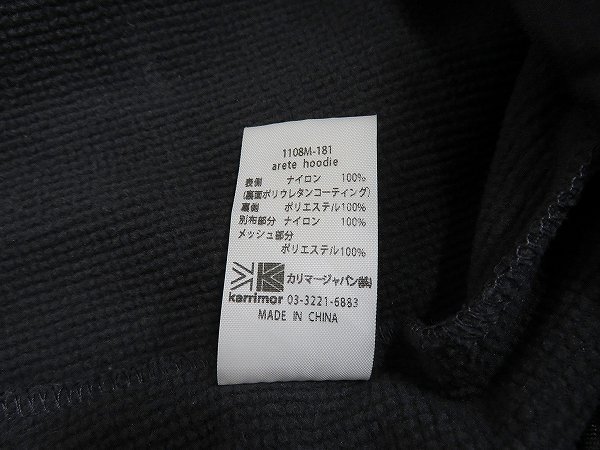 1108M-181
arete hoodie
表側 ナイロン 100%
(裏面ポリウレタンコーティング)
裏側 ポリエステル100%
別布部分 ナイロン 100%
メッシュ部分
ポリエステル100%
カリマージャパン㈱
karrimor 03-3221-6883
MADE IN CHINA